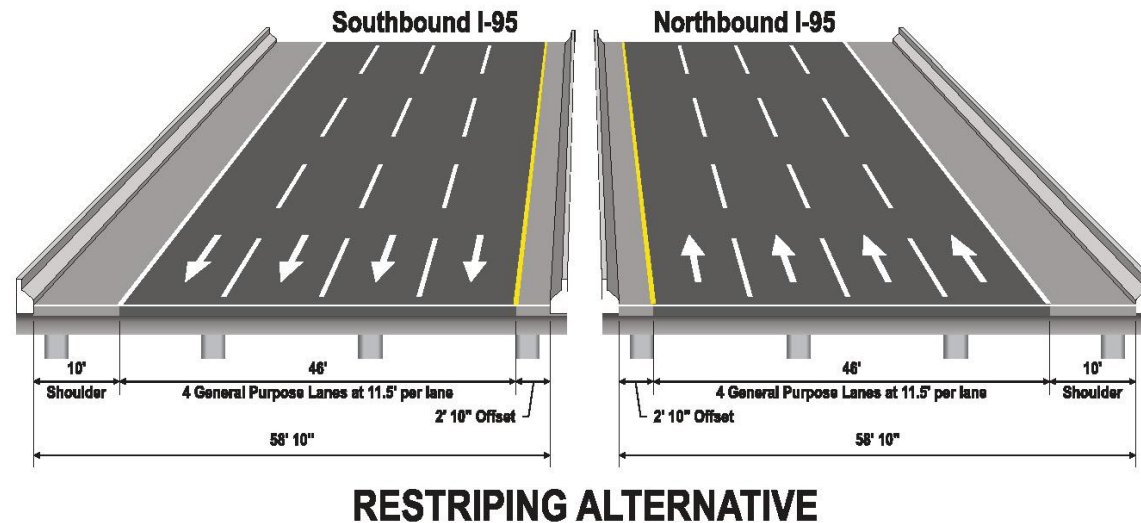 Southbound I-95
Northbound I-95
10'
Shoulder
46'
4 General Purpose Lanes at 11.5' per lane
2' 10" Offset
58' 10"
46'
4 General Purpose Lanes at 11.5' per lane
10'
Shoulder
2' 10" Offset
58' 10"
RESTRIPING ALTERNATIVE